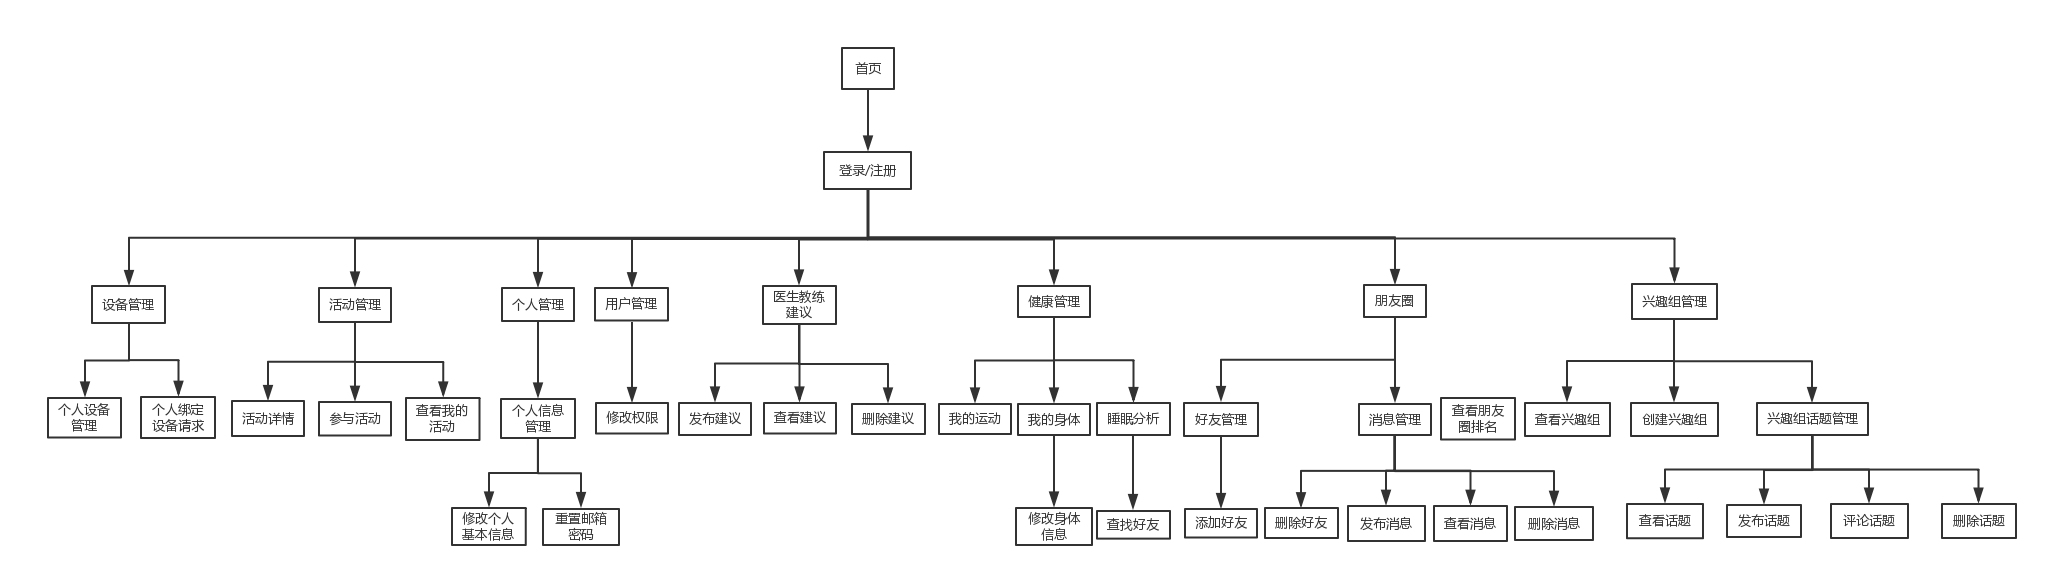 首页
登录/注册
设备管理
活动管理
个人管理
用户管理
医生教练
建议
健康管理
朋友圈
兴趣组管理
个人设备
管理
个人绑定
设备请求
活动详情
参与活动
查看我的
活动
个人信息
管理
修改权限
发布建议
查看建议
删除建议
我的运动
我的身体
睡眠分析
好友管理
消息管理
查看朋友
圈排名
查看兴趣组
创建兴趣组
兴趣组话题管理
修改个人
基本信息
重置邮箱
密码
修改身体
信息
查找好友
添加好友
删除好友
发布消息
查看消息
删除消息
查看话题
发布话题
评论话题
删除话题